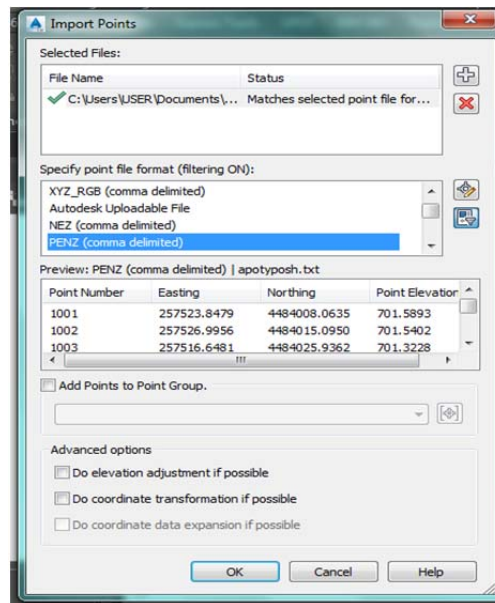 Import Points
Selected Files:
File Name Status
C:\Users\USER\Documents\... Matches selected point file for...
Specify point file format (filtering ON):
XYZ_RGB (comma delimited)
Autodesk Uploadable File
NEZ (comma delimited)
PENZ (comma delimited)
Preview: PENZ (comma delimited) | apotyposh.txt
Point Number Easting Northing Point Elevation
1001 257523.8479 4484008.0635 701.5893
1002 257526.9956 4484015.0950 701.5402
1003 257516.6481 4484025.9362 701.3228
Add Points to Point Group.
Advanced options
Do elevation adjustment if possible
Do coordinate transformation if possible
Do coordinate data expansion if possible
OK Cancel Help